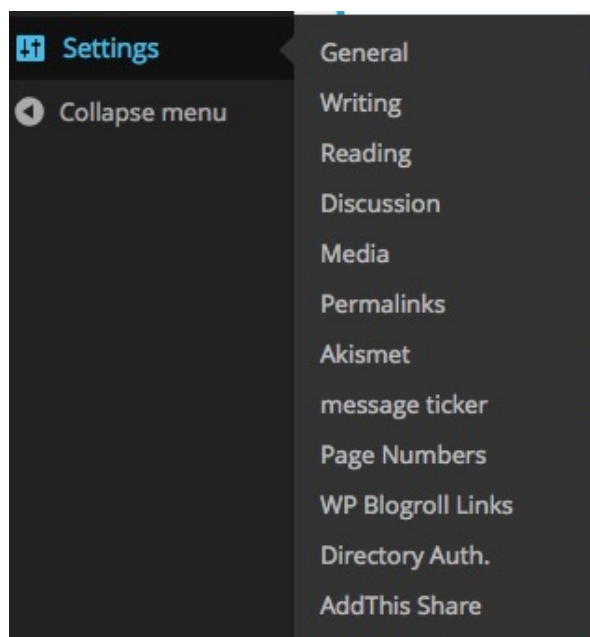 Settings
Collapse menu
General
Writing
Reading
Discussion
Media
Permalinks
Akismet
message ticker
Page Numbers
WP Blogroll Links
Directory Auth.
AddThis Share